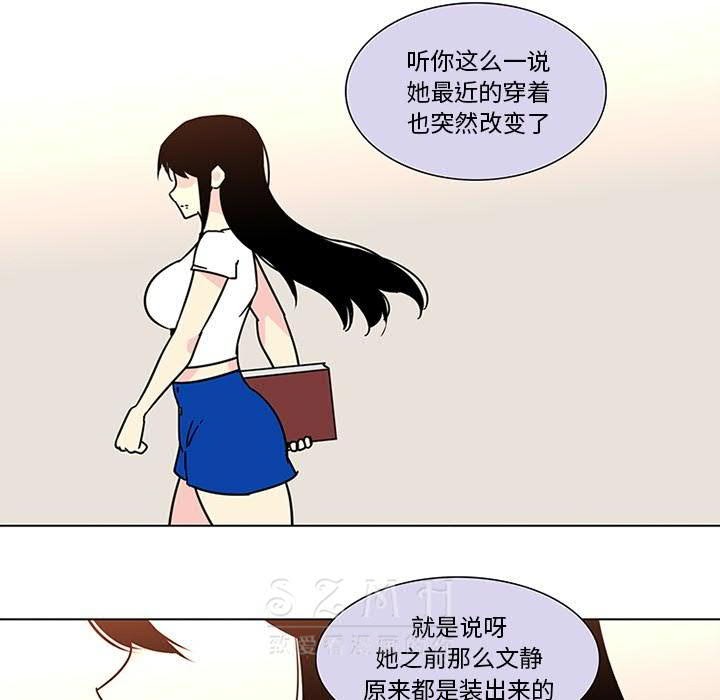 听你这么一说
她最近的穿着
也突然改变了
SZMH
就是说呀
她之前那么文静
原来都是装出来的